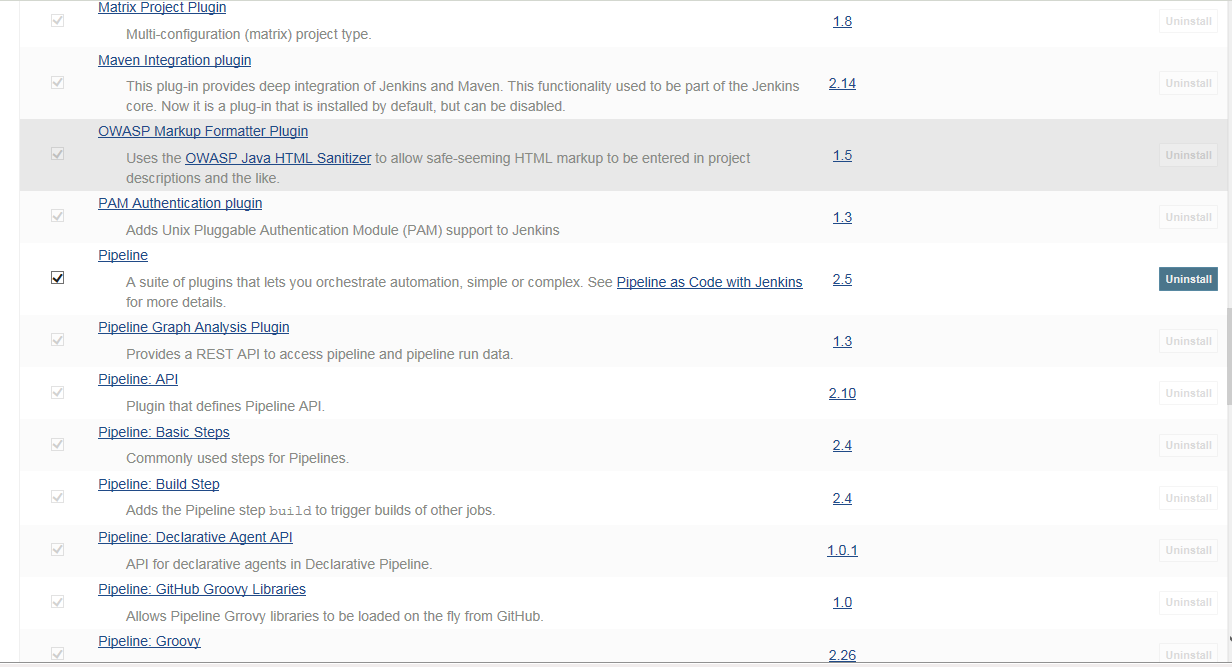 Matrix Project Plugin
Multi-configuration (matrix) project type.
1.8
Uninstall
Maven Integration plugin
This plug-in provides deep integration of Jenkins and Maven. This functionality used to be part of the Jenkins
core. Now it is a plug-in that is installed by default, but can be disabled.
2.14
Uninstall
OWASP Markup Formatter Plugin
Uses the OWASP Java HTML Sanitizer to allow safe-seeming HTML markup to be entered in project
descriptions and the like.
1.5
Uninstall
PAM Authentication plugin
Adds Unix Pluggable Authentication Module (PAM) support to Jenkins
1.3
Uninstall
Pipeline
A suite of plugins that lets you orchestrate automation, simple or complex. See Pipeline as Code with Jenkins
for more details.
2.5
Uninstall
Pipeline Graph Analysis Plugin
Provides a REST API to access pipeline and pipeline run data.
1.3
Uninstall
Pipeline: API
Plugin that defines Pipeline API.
2.10
Uninstall
Pipeline: Basic Steps
Commonly used steps for Pipelines.
2.4
Uninstall
Pipeline: Build Step
Adds the Pipeline step build to trigger builds of other jobs.
2.4
Uninstall
Pipeline: Declarative Agent API
API for declarative agents in Declarative Pipeline.
1.0.1
Uninstall
Pipeline: GitHub Groovy Libraries
Allows Pipeline Grrovy libraries to be loaded on the fly from GitHub.
1.0
Uninstall
Pipeline: Groovy
2.26
Uninstall